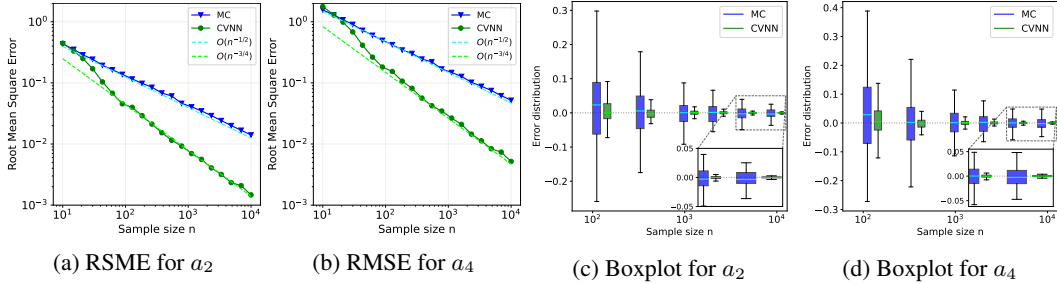 10^0
10^{-1}
10^{-2}
10^{-3}
Root Mean Square Error
10^1
10^2
10^3
10^4
Sample size n
MC
CVNN
O(n^{-1/2})
O(n^{-3/4})
(a) RSME for a_2
10^0
10^{-1}
10^{-2}
10^{-3}
Root Mean Square Error
10^1
10^2
10^3
10^4
Sample size n
MC
CVNN
O(n^{-1/2})
O(n^{-3/4})
(b) RMSE for a_4
0.2
0.1
0.0
−0.1
−0.2
Error distribution
10^2
10^3
10^4
Sample size n
MC
CVNN
0.05
0.00
−0.05
(c) Boxplot for a_2
0.4
0.3
0.2
0.1
0.0
−0.1
−0.2
−0.3
Error distribution
10^2
10^3
10^4
Sample size n
MC
CVNN
0.05
0.00
−0.05
(d) Boxplot for a_4